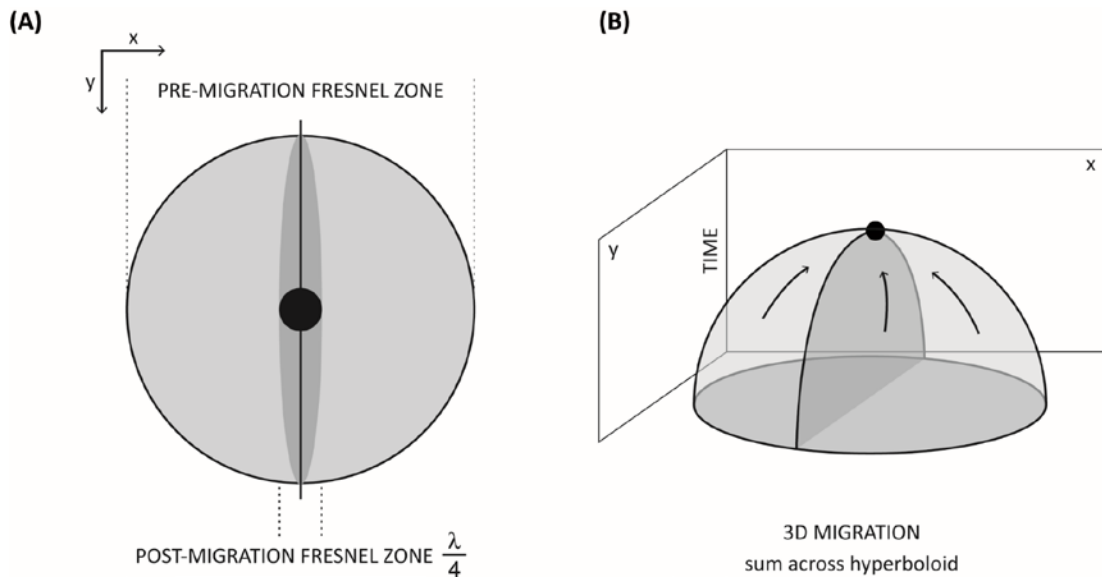 (A)
x
y
PRE-MIGRATION FRESNEL ZONE
POST-MIGRATION FRESNEL ZONE λ/4
(B)
x
y
TIME
3D MIGRATION
sum across hyperboloid